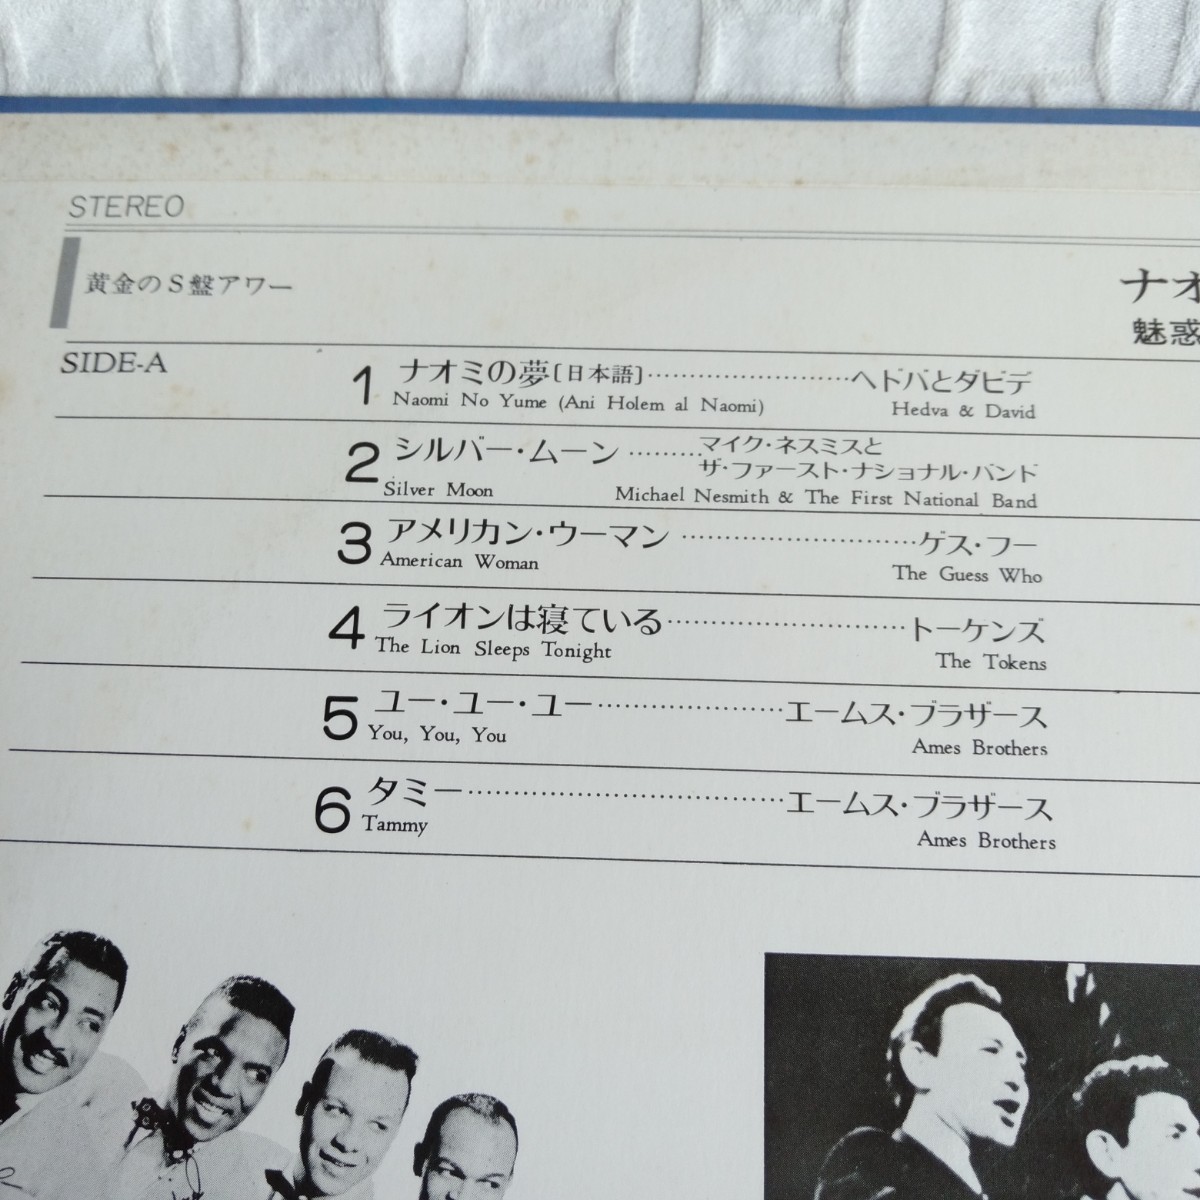 STEREO
黄金のS盤アワー
ナオ
魅惑
SIDE-A
1 ナオミの夢〔日本語〕……………………ヘドバとダビデ
Naomi No Yume (Ani Holem al Naomi) Hedva & David
2 シルバー・ムーン………マイク・ネスミスと
ザ・ファースト・ナショナル・バンド
Silver Moon Michael Nesmith & The First National Band
3 アメリカン・ウーマン……………………ゲス・フー
American Woman The Guess Who
4 ライオンは寝ている……………………トーケンズ
The Lion Sleeps Tonight The Tokens
5 ユー・ユー・ユー………………エームス・ブラザース
You, You, You Ames Brothers
6 タミー…………………………エームス・ブラザース
Tammy Ames Brothers